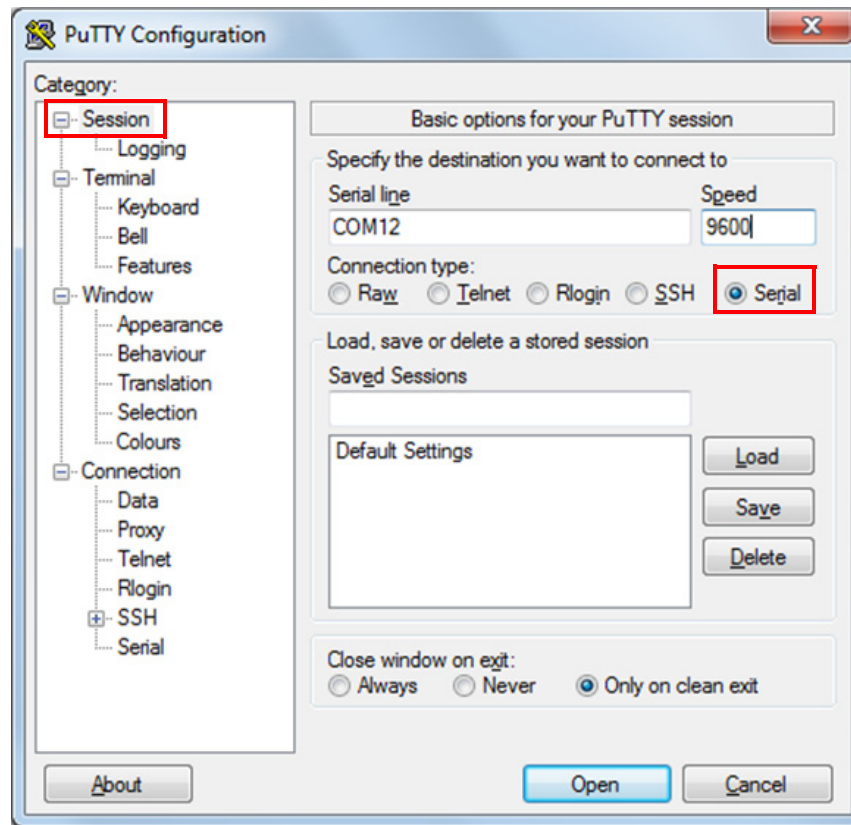 PuTTY Configuration
Category:
Session
Logging
Terminal
Keyboard
Bell
Features
Window
Appearance
Behaviour
Translation
Selection
Colours
Connection
Data
Proxy
Telnet
Rlogin
SSH
Serial
Basic options for your PuTTY session
Specify the destination you want to connect to
Serial line Speed
COM12 9600
Connection type:
Raw Telnet Rlogin SSH Serial
Load, save or delete a stored session
Saved Sessions
Default Settings
Load
Save
Delete
Close window on exit:
Always Never Only on clean exit
About Open Cancel